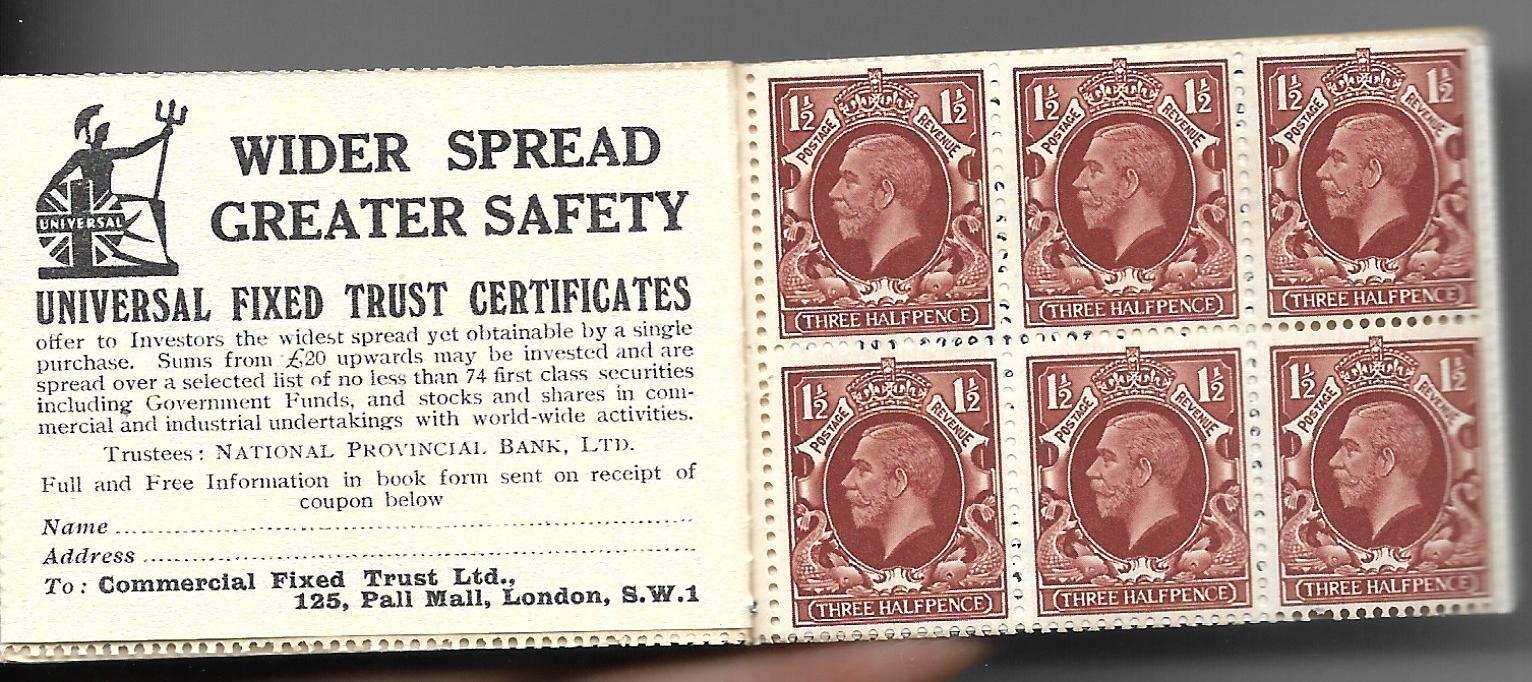 UNIVERSAL
WIDER SPREAD
GREATER SAFETY
UNIVERSAL FIXED TRUST CERTIFICATES
offer to Investors the widest spread yet obtainable by a single
purchase. Sums from £20 upwards may be invested and are
spread over a selected list of no less than 74 first class securities
including Government Funds, and stocks and shares in com-
mercial and industrial undertakings with world-wide activities.
Trustees: NATIONAL PROVINCIAL BANK, LTD.
Full and Free Information in book form sent on receipt of
coupon below
Name ........................................
Address ........................................
To: Commercial Fixed Trust Ltd.,
125, Pall Mall, London, S.W.1
1½ 1½
POSTAGE REVENUE
THREE HALFPENCE
1½ 1½
POSTAGE REVENUE
THREE HALFPENCE
1½ 1½
POSTAGE REVENUE
THREE HALFPENCE
1½ 1½
POSTAGE REVENUE
THREE HALFPENCE
1½ 1½
POSTAGE REVENUE
THREE HALFPENCE
1½ 1½
POSTAGE REVENUE
THREE HALFPENCE